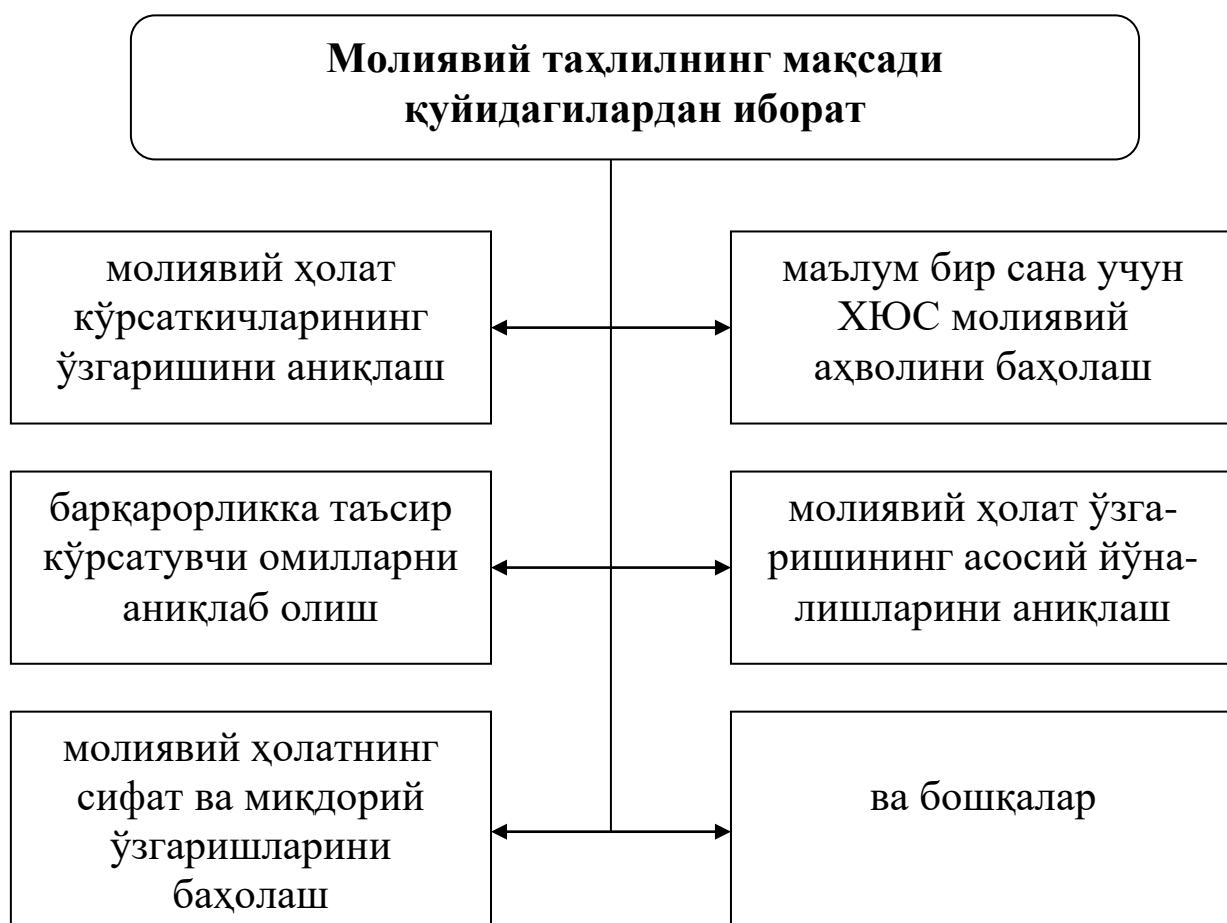 Молиявий таҳлилнинг мақсади
қуйидагилардан иборат
молиявий ҳолат
кўрсаткичларининг
ўзгаришини аниқлаш
маълум бир сана учун
ХЮС молиявий
аҳволини баҳолаш
барқарорликка таъсир
кўрсатувчи омилларни
аниқлаб олиш
молиявий ҳолат ўзга-
ришининг асосий йўна-
лишларини аниқлаш
молиявий ҳолатнинг
сифат ва миқдорий
ўзгаришларини
баҳолаш
ва бошқалар